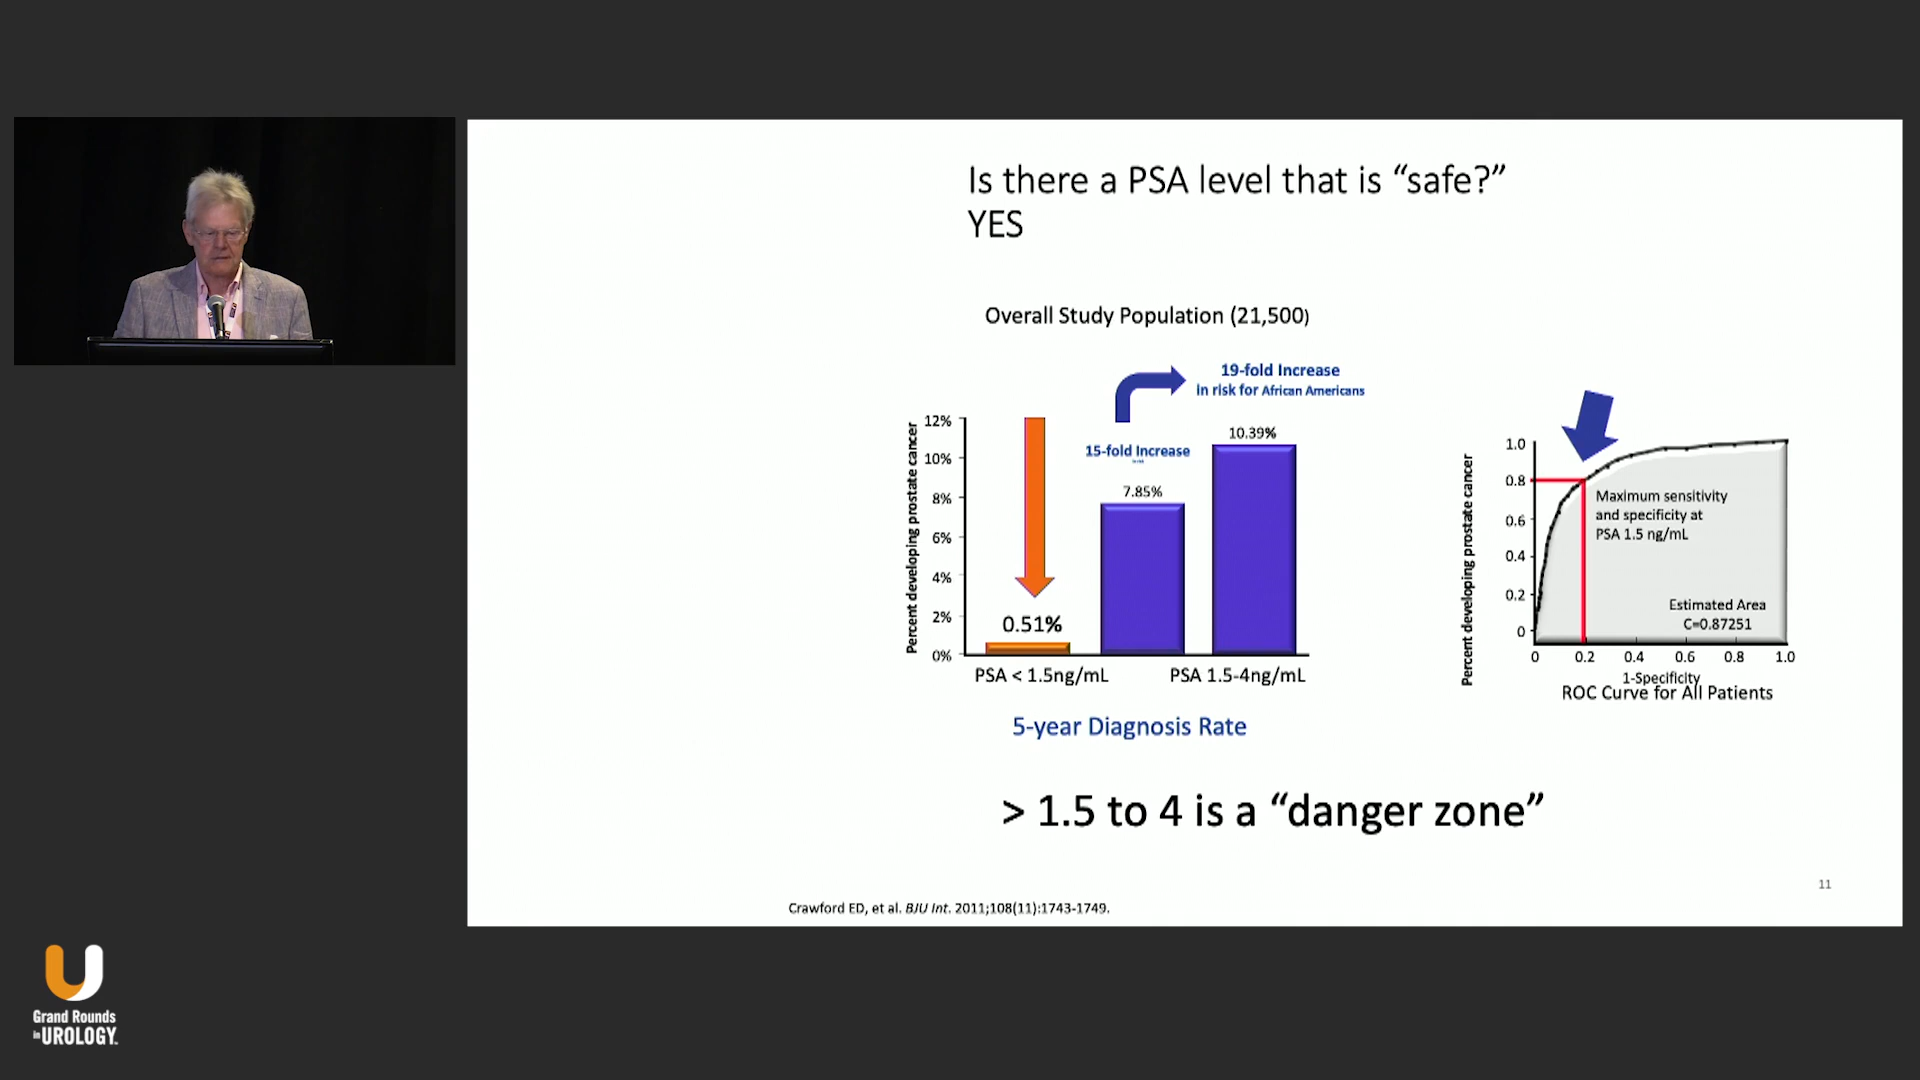 Is there a PSA level that is “safe?”
YES
Overall Study Population (21,500)
19-fold Increase
in risk for African Americans
15-fold Increase
Percent developing prostate cancer
12%
10%
8%
6%
4%
2%
0%
0.51%
7.85%
10.39%
PSA < 1.5ng/mL
PSA 1.5-4ng/mL
5-year Diagnosis Rate
Percent developing prostate cancer
1.0
0.8
0.6
0.4
0.2
0
Maximum sensitivity
and specificity at
PSA 1.5 ng/mL
Estimated Area
C=0.87251
0 0.2 0.4 0.6 0.8 1.0
1-Specificity
ROC Curve for All Patients
> 1.5 to 4 is a “danger zone”
11
Crawford ED, et al. BJU Int. 2011;108(11):1743-1749.
Grand Rounds
in UROLOGY